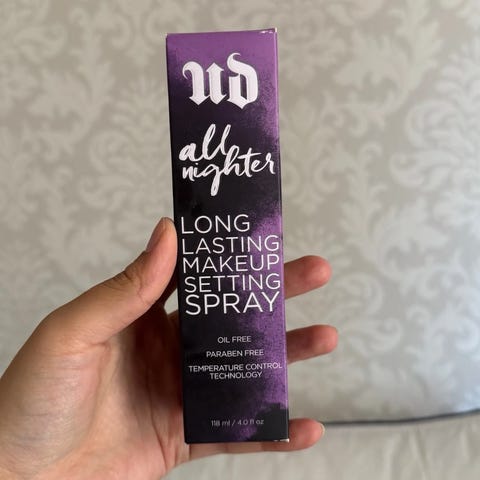 UD
all
nighter
LONG
LASTING
MAKEUP
SETTING
SPRAY
OIL FREE
PARABEN FREE
TEMPERATURE CONTROL
TECHNOLOGY
118 ml / 4.0 fl oz